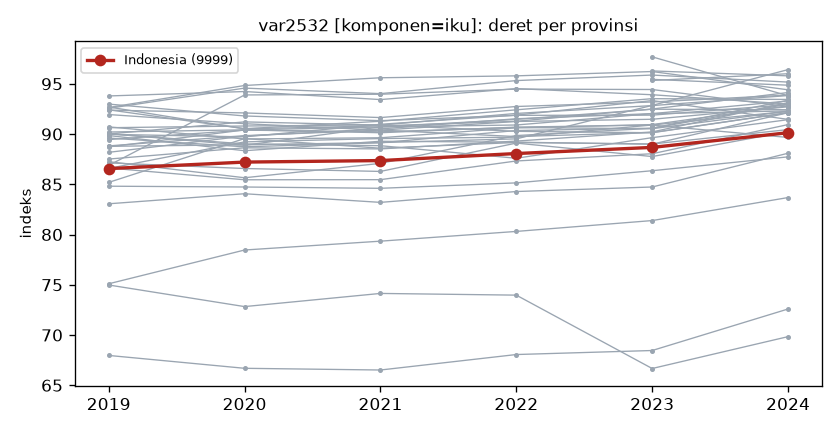 var2532 [komponen=iku]: deret per provinsi
Indonesia (9999)
indeks
95
90
85
80
75
70
65
2019 2020 2021 2022 2023 2024